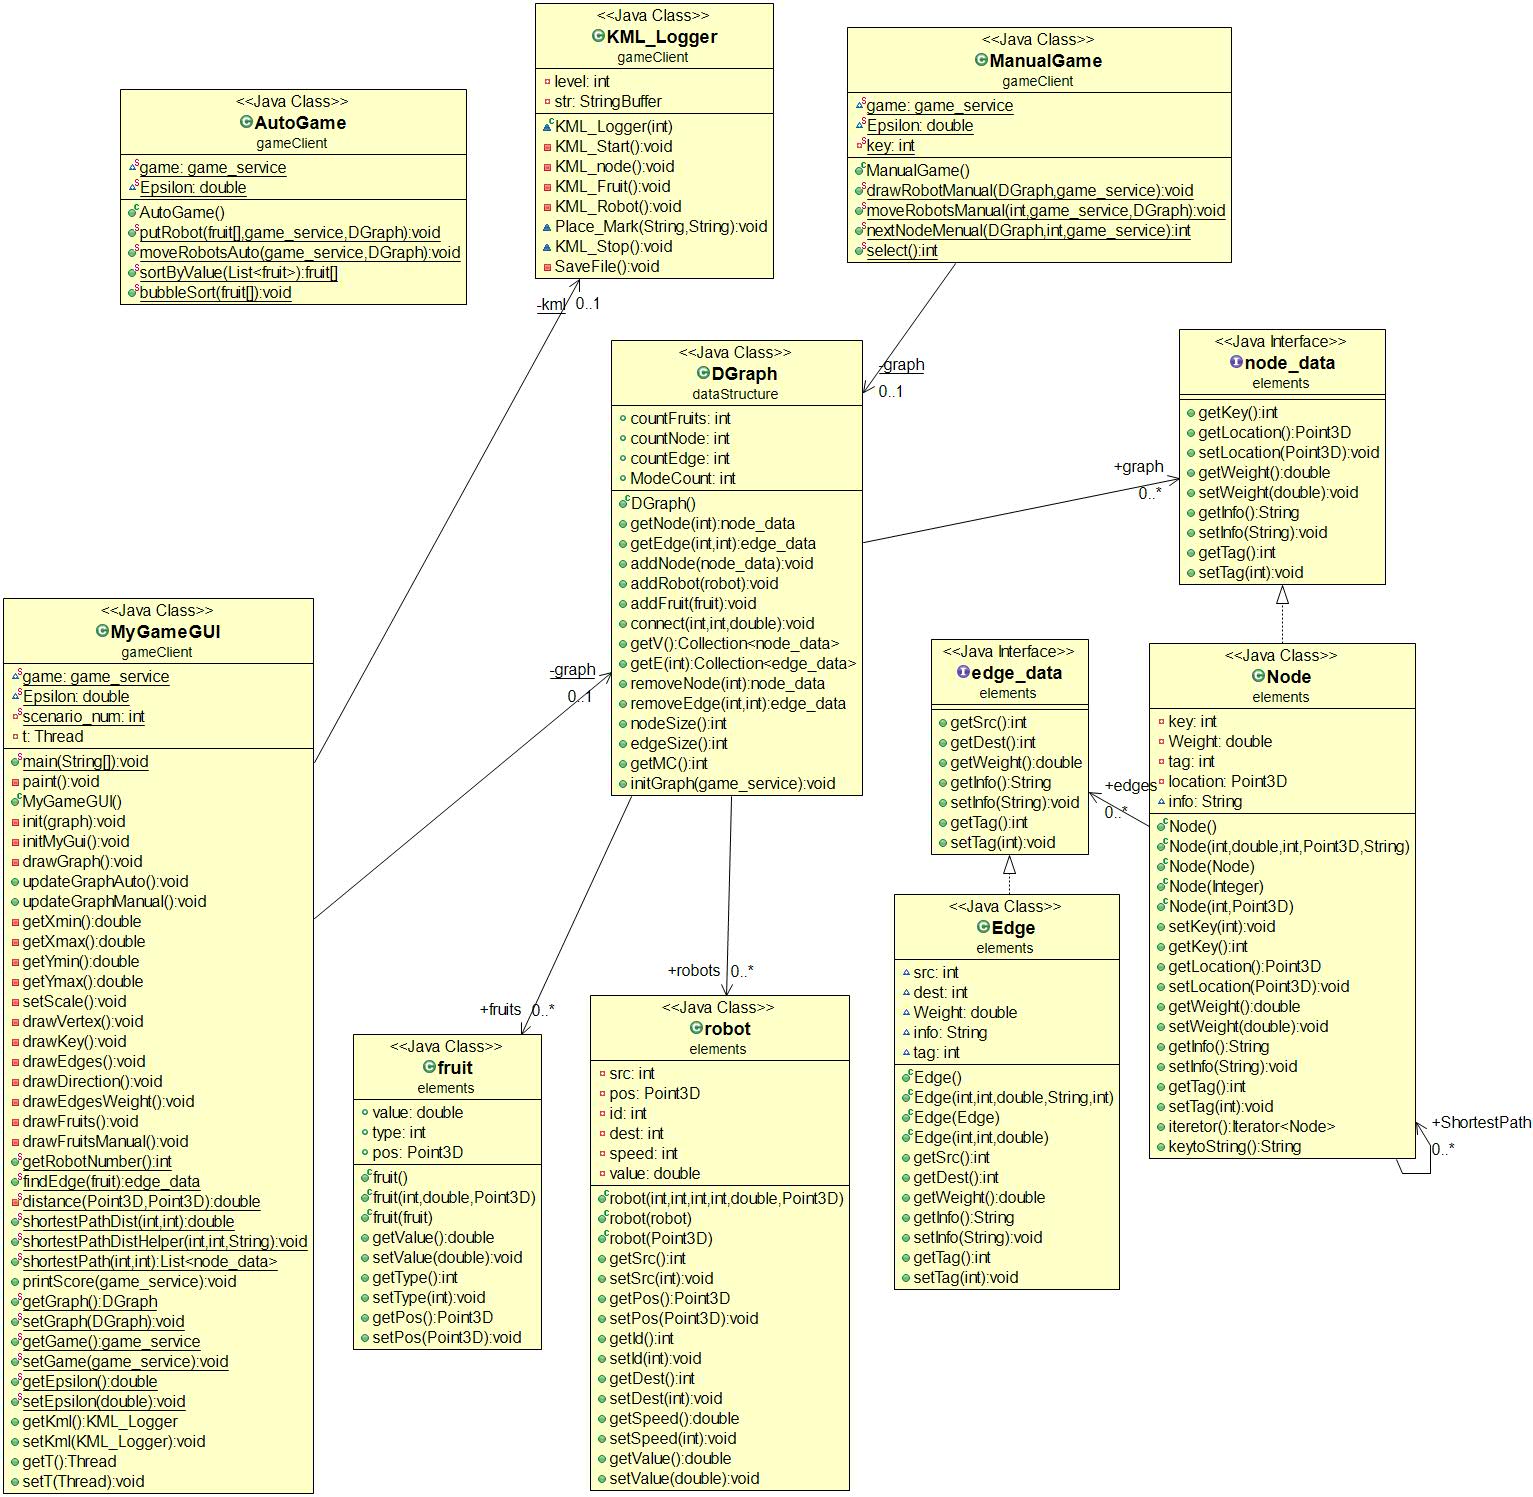 <<Java Class>>
AutoGame
gameClient
game: game_service
Epsilon: double
AutoGame()
putRobot(fruit[],game_service,DGraph):void
moveRobotsAuto(game_service,DGraph):void
sortByValue(List<fruit>):fruit[]
bubbleSort(fruit[]):void
<<Java Class>>
KML_Logger
gameClient
level: int
str: StringBuffer
KML_Logger(int)
KML_Start():void
KML_node():void
KML_Fruit():void
KML_Robot():void
Place_Mark(String,String):void
KML_Stop():void
SaveFile():void
-kml
0..1
<<Java Class>>
ManualGame
gameClient
game: game_service
Epsilon: double
key: int
ManualGame()
drawRobotManual(DGraph,game_service):void
moveRobotsManual(int,game_service,DGraph):void
nextNodeMenual(DGraph,int,game_service):int
select():int
-graph
0..1
<<Java Class>>
DGraph
dataStructure
countFruits: int
countNode: int
countEdge: int
ModeCount: int
DGraph()
getNode(int):node_data
getEdge(int,int):edge_data
addNode(node_data):void
addRobot(robot):void
addFruit(fruit):void
connect(int,int,double):void
getV():Collection<node_data>
getE(int):Collection<edge_data>
removeNode(int):node_data
removeEdge(int,int):edge_data
nodeSize():int
edgeSize():int
getMC():int
initGraph(game_service):void
+graph
0..*
<<Java Interface>>
node_data
elements
getKey():int
getLocation():Point3D
setLocation(Point3D):void
getWeight():double
setWeight(double):void
getInfo():String
setInfo(String):void
getTag():int
setTag(int):void
<<Java Class>>
MyGameGUI
gameClient
game: game_service
Epsilon: double
scenario_num: int
t: Thread
main(String[]):void
paint():void
MyGameGUI()
init(graph):void
initMyGui():void
drawGraph():void
updateGraphAuto():void
updateGraphManual():void
getXmin():double
getXmax():double
getYmin():double
getYmax():double
setScale():void
drawVertex():void
drawKey():void
drawEdges():void
drawDirection():void
drawEdgesWeight():void
drawFruits():void
drawFruitsManual():void
getRobotNumber():int
findEdge(fruit):edge_data
distance(Point3D,Point3D):double
shortestPathDist(int,int):double
shortestPathDistHelper(int,int,String):void
shortestPath(int,int):List<node_data>
printScore(game_service):void
getGraph():DGraph
setGraph(DGraph):void
getGame():game_service
setGame(game_service):void
getEpsilon():double
setEpsilon(double):void
getKml():KML_Logger
setKml(KML_Logger):void
getT():Thread
setT(Thread):void
-graph
0..1
+fruits
0..*
+robots
0..*
<<Java Class>>
fruit
elements
value: double
type: int
pos: Point3D
fruit()
fruit(int,double,Point3D)
fruit(fruit)
getValue():double
setValue(double):void
getType():int
setType(int):void
getPos():Point3D
setPos(Point3D):void
<<Java Class>>
robot
elements
src: int
pos: Point3D
id: int
dest: int
speed: int
value: double
robot(int,int,int,int,double,Point3D)
robot(robot)
robot(Point3D)
getSrc():int
setSrc(int):void
getPos():Point3D
setPos(Point3D):void
getId():int
setId(int):void
getDest():int
setDest(int):void
getSpeed():double
setSpeed(int):void
getValue():double
setValue(double):void
<<Java Interface>>
edge_data
elements
getSrc():int
getDest():int
getWeight():double
getInfo():String
setInfo(String):void
getTag():int
setTag(int):void
+edges
0..*
<<Java Class>>
Edge
elements
src: int
dest: int
Weight: double
info: String
tag: int
Edge()
Edge(int,int,double,String,int)
Edge(Edge)
Edge(int,int,double)
getSrc():int
getDest():int
getWeight():double
getInfo():String
setInfo(String):void
getTag():int
setTag(int):void
<<Java Class>>
Node
elements
key: int
Weight: double
tag: int
location: Point3D
info: String
Node()
Node(int,double,int,Point3D,String)
Node(Node)
Node(Integer)
Node(int,Point3D)
setKey(int):void
getKey():int
getLocation():Point3D
setLocation(Point3D):void
getWeight():double
setWeight(double):void
getInfo():String
setInfo(String):void
getTag():int
setTag(int):void
iteretor():Iterator<Node>
keytoString():String
+ShortestPath
0..*